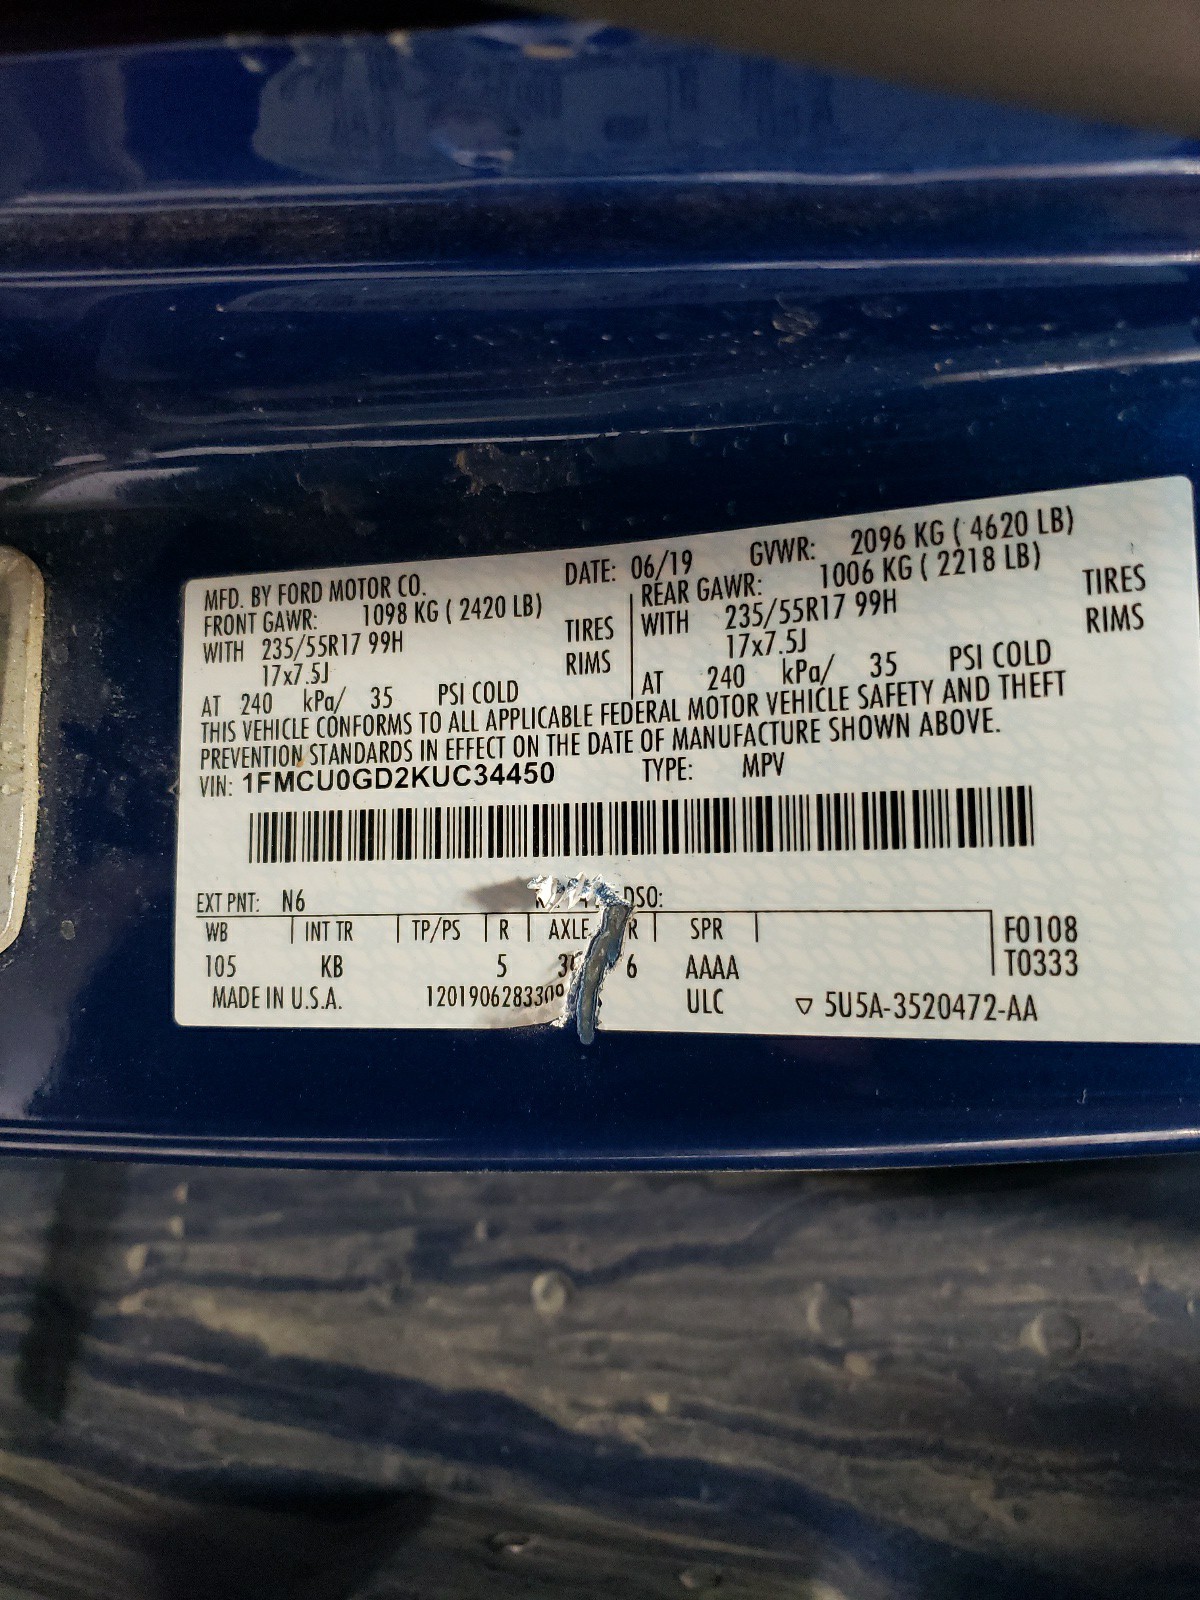 MFD. BY FORD MOTOR CO. DATE: 06/19 GVWR: 2096 KG ( 4620 LB)
FRONT GAWR: 1098 KG ( 2420 LB) REAR GAWR: 1006 KG ( 2218 LB)
WITH 235/55R17 99H TIRES WITH 235/55R17 99H TIRES
17x7.5J RIMS 17x7.5J RIMS
AT 240 kPa/ 35 PSI COLD AT 240 kPa/ 35 PSI COLD
THIS VEHICLE CONFORMS TO ALL APPLICABLE FEDERAL MOTOR VEHICLE SAFETY AND THEFT
PREVENTION STANDARDS IN EFFECT ON THE DATE OF MANUFACTURE SHOWN ABOVE.
VIN: 1FMCU0GD2KUC34450 TYPE: MPV
EXT PNT: N6 DSO:
WB INT TR TP/PS R AXLE R SPR F0108
105 KB 5 6 AAAA T0333
MADE IN U.S.A. ULC ▽ 5U5A-3520472-AA